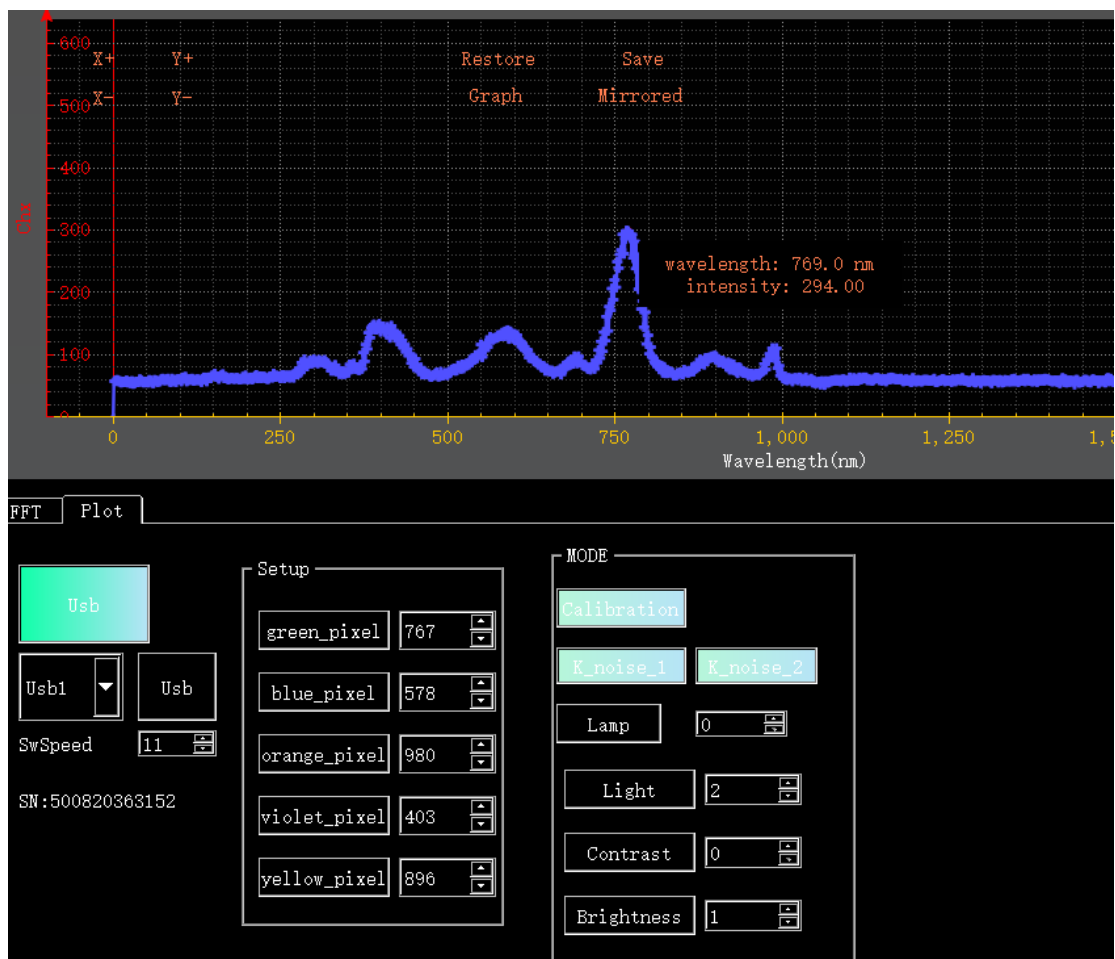 600
X+ Y+ Restore Save
500 X- Y- Graph Mirrored
400
Chx
300
wavelength: 769.0 nm
intensity: 294.00
200
100
0
0 250 500 750 1,000 1,250 1,5
Wavelength(nm)
FFT Plot
Usb
Usb1 Usb
SwSpeed 11
SN:500820363152
Setup
green_pixel 767
blue_pixel 578
orange_pixel 980
violet_pixel 403
yellow_pixel 896
MODE
Calibration
K_noise_1 K_noise_2
Lamp 0
Light 2
Contrast 0
Brightness 1